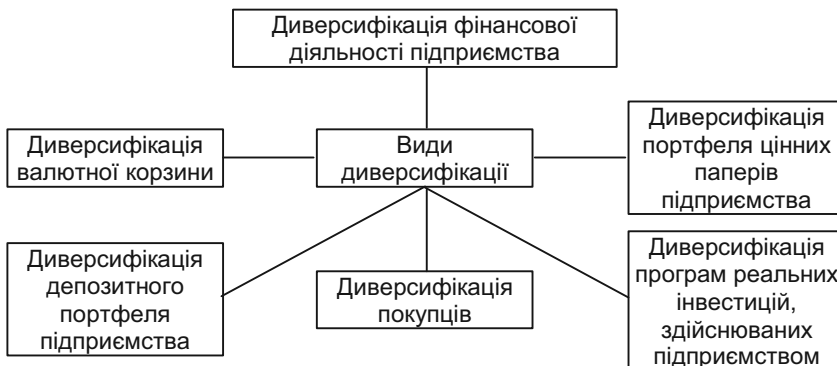 Диверсифікація фінансової
діяльності підприємства
Диверсифікація
валютної корзини
Види
диверсифікації
Диверсифікація
портфеля цінних
паперів
підприємства
Диверсифікація
депозитного
портфеля
підприємства
Диверсифікація
покупців
Диверсифікація
програм реальних
інвестицій,
здійснюваних
підприємством